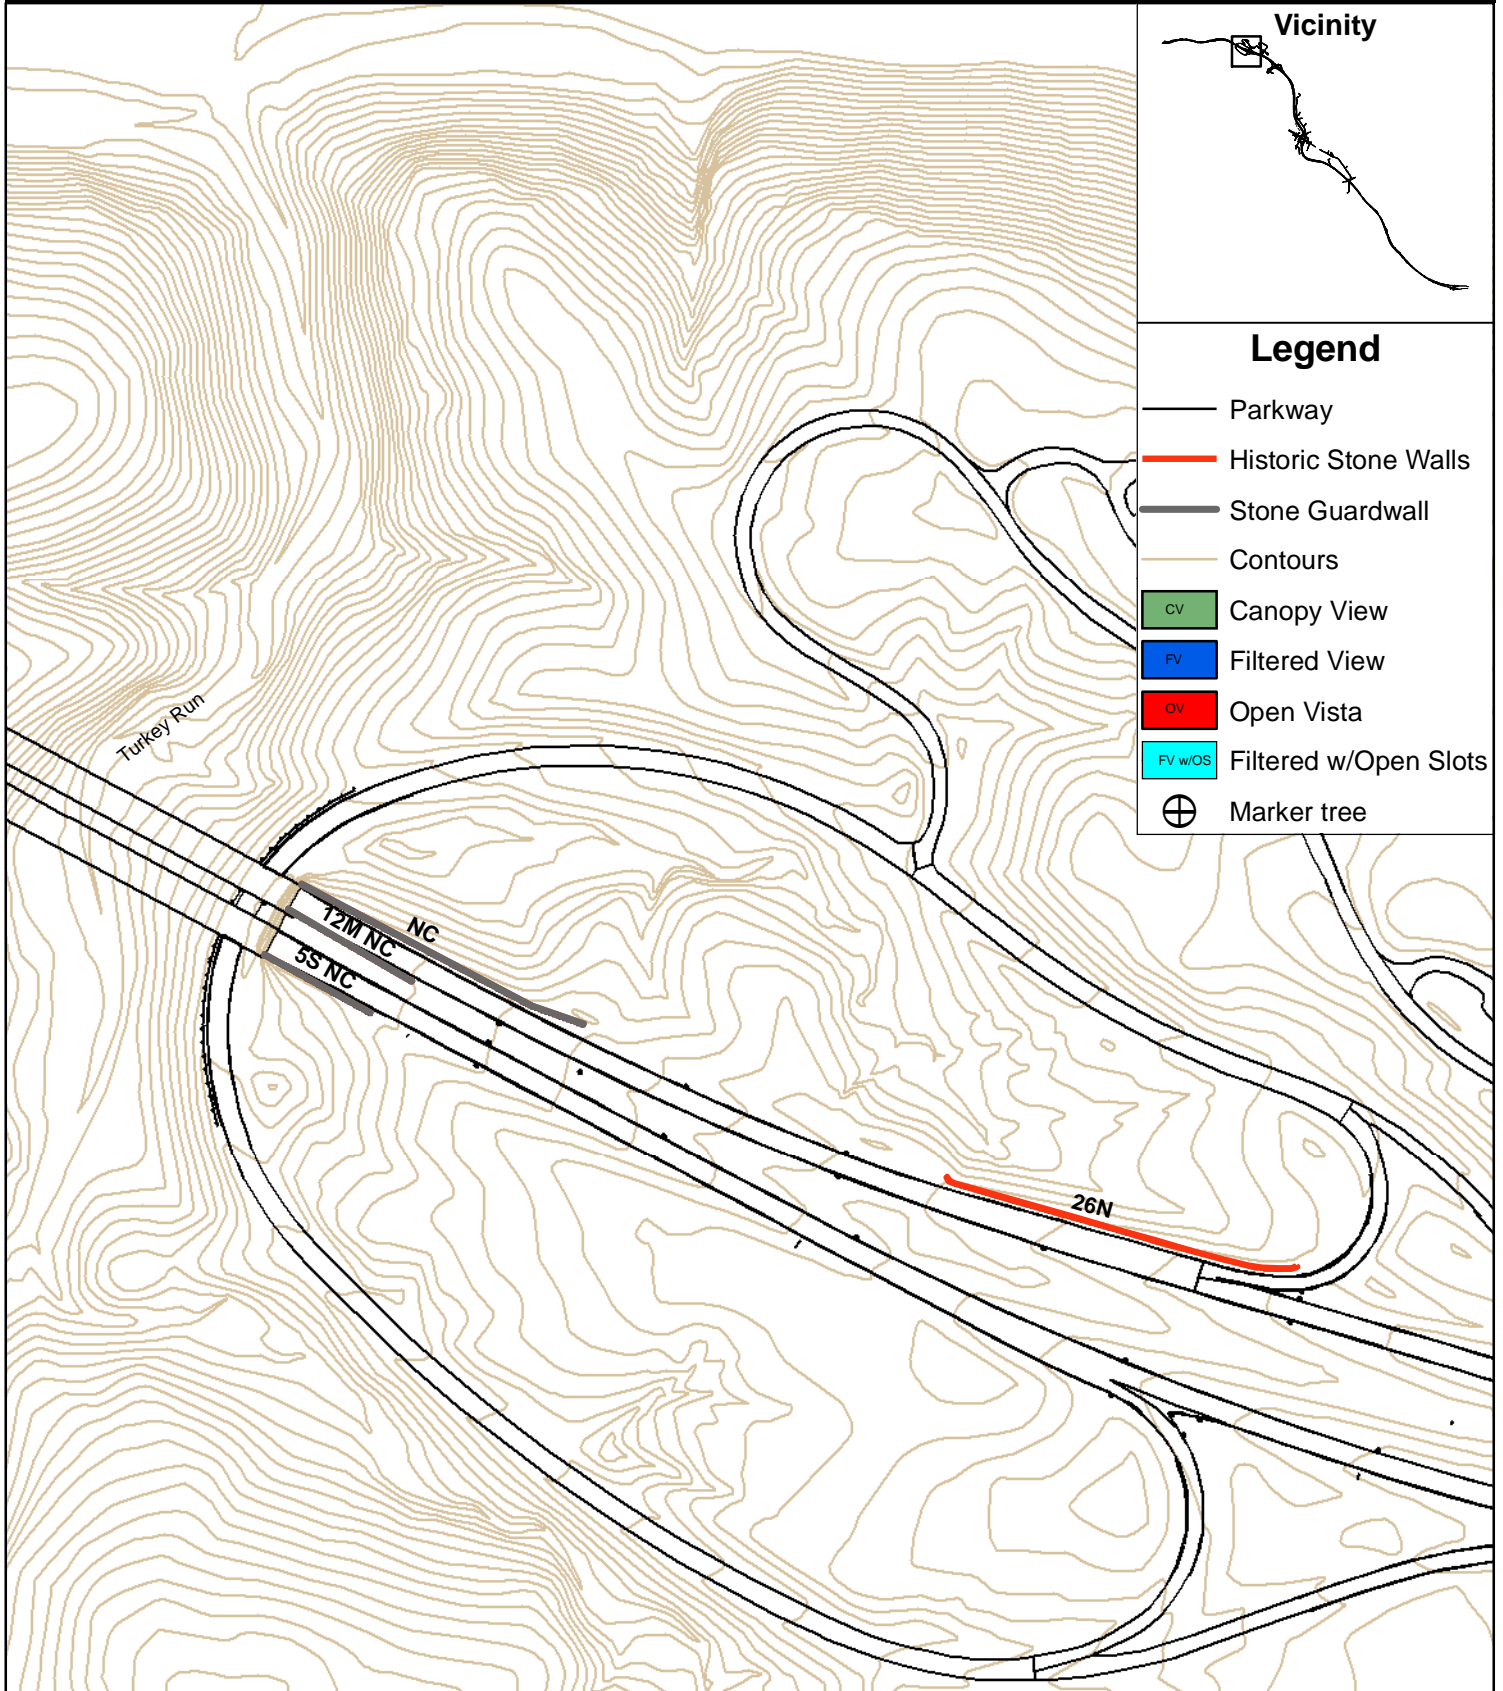 Vicinity
Legend
Parkway
Historic Stone Walls
Stone Guardwall
Contours
CV Canopy View
FV Filtered View
OV Open Vista
FV w/OS Filtered w/Open Slots
Marker tree
Turkey Run
NC
12M NC
5S NC
26N